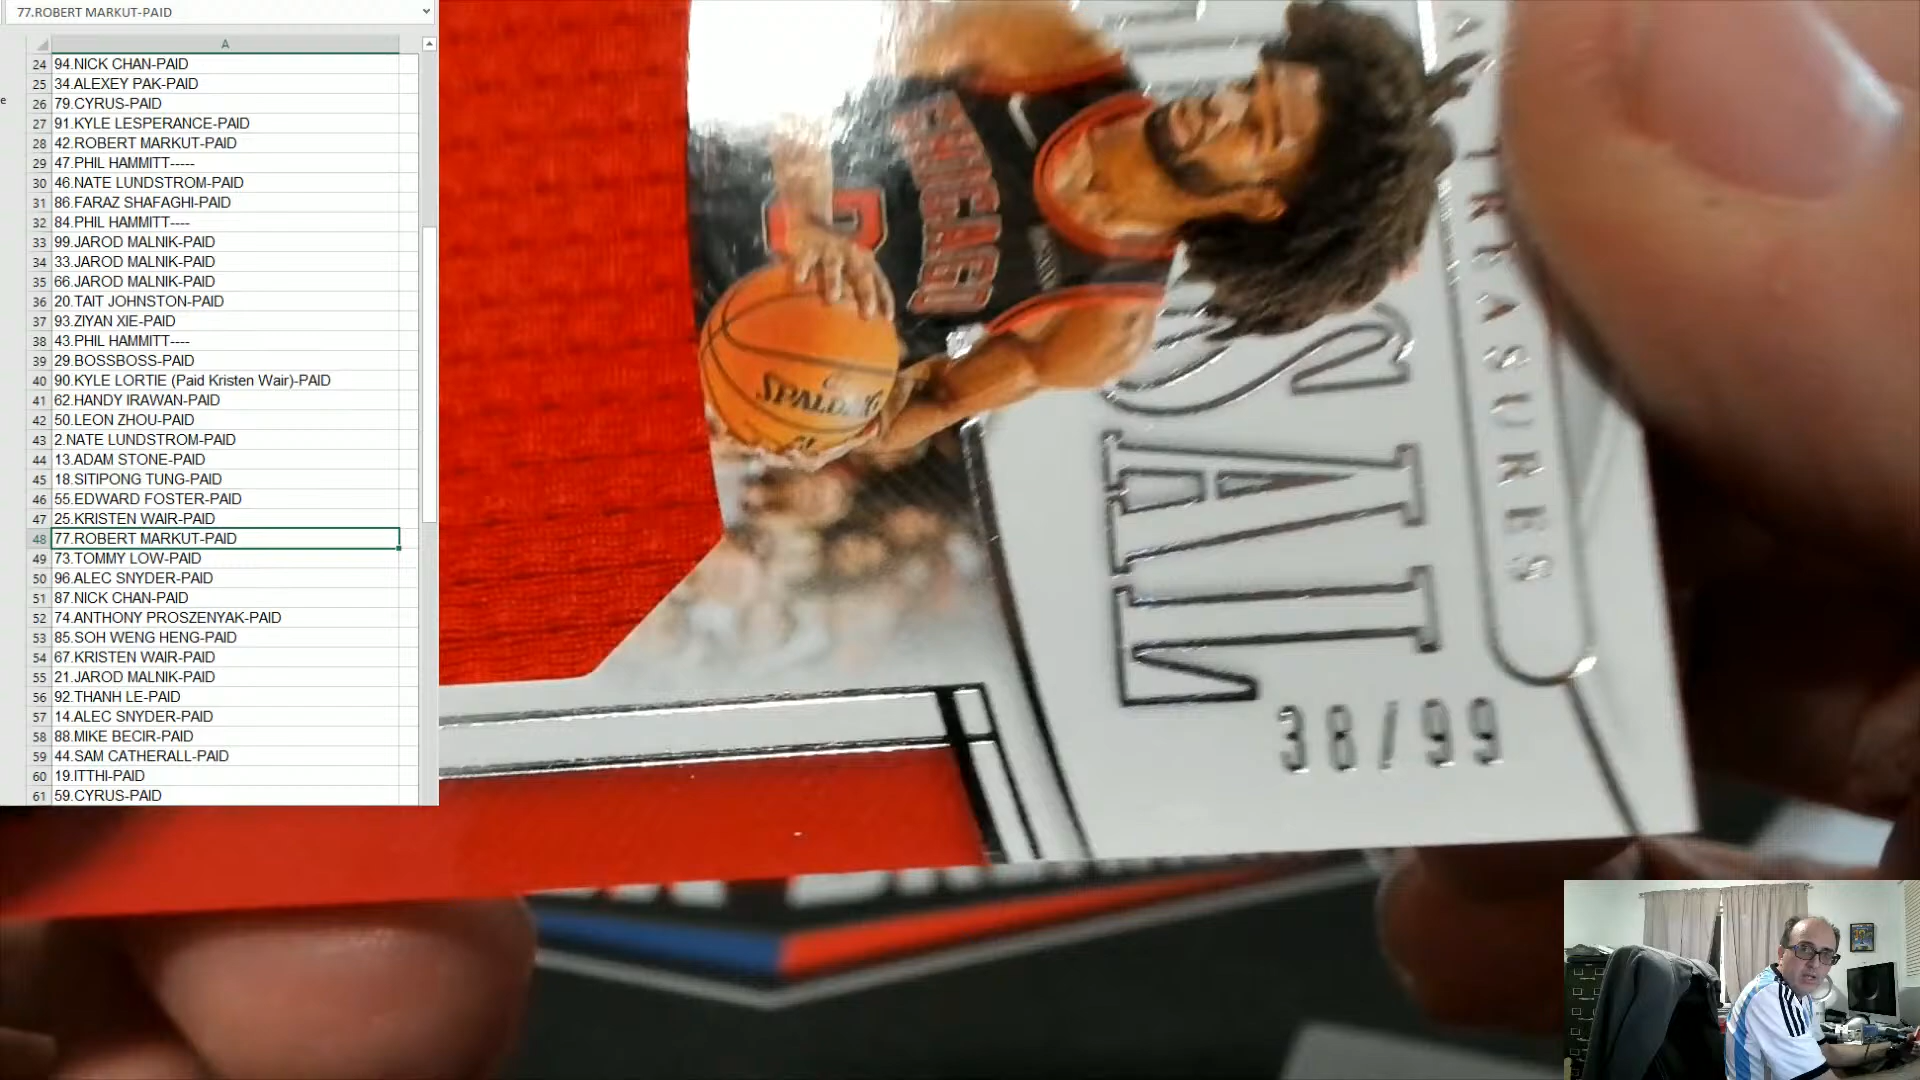 77.ROBERT MARKUT-PAID
A
24 94.NICK CHAN-PAID
25 34.ALEXEY PAK-PAID
26 79.CYRUS-PAID
27 91.KYLE LESPERANCE-PAID
28 42.ROBERT MARKUT-PAID
29 47.PHIL HAMMITT-----
30 46.NATE LUNDSTROM-PAID
31 86.FARAZ SHAFAGHI-PAID
32 84.PHIL HAMMITT----
33 99.JAROD MALNIK-PAID
34 33.JAROD MALNIK-PAID
35 66.JAROD MALNIK-PAID
36 20.TAIT JOHNSTON-PAID
37 93.ZIYAN XIE-PAID
38 43.PHIL HAMMITT----
39 29.BOSSBOSS-PAID
40 90.KYLE LORTIE (Paid Kristen Wair)-PAID
41 62.HANDY IRAWAN-PAID
42 50.LEON ZHOU-PAID
43 2.NATE LUNDSTROM-PAID
44 13.ADAM STONE-PAID
45 18.SITIPONG TUNG-PAID
46 55.EDWARD FOSTER-PAID
47 25.KRISTEN WAIR-PAID
48 77.ROBERT MARKUT-PAID
49 73.TOMMY LOW-PAID
50 96.ALEC SNYDER-PAID
51 87.NICK CHAN-PAID
52 74.ANTHONY PROSZENYAK-PAID
53 85.SOH WENG HENG-PAID
54 67.KRISTEN WAIR-PAID
55 21.JAROD MALNIK-PAID
56 92.THANH LE-PAID
57 14.ALEC SNYDER-PAID
58 88.MIKE BECIR-PAID
59 44.SAM CATHERALL-PAID
60 19.ITTHI-PAID
61 59.CYRUS-PAID
CHICAGO
SPALDING
TREASURES
38/99